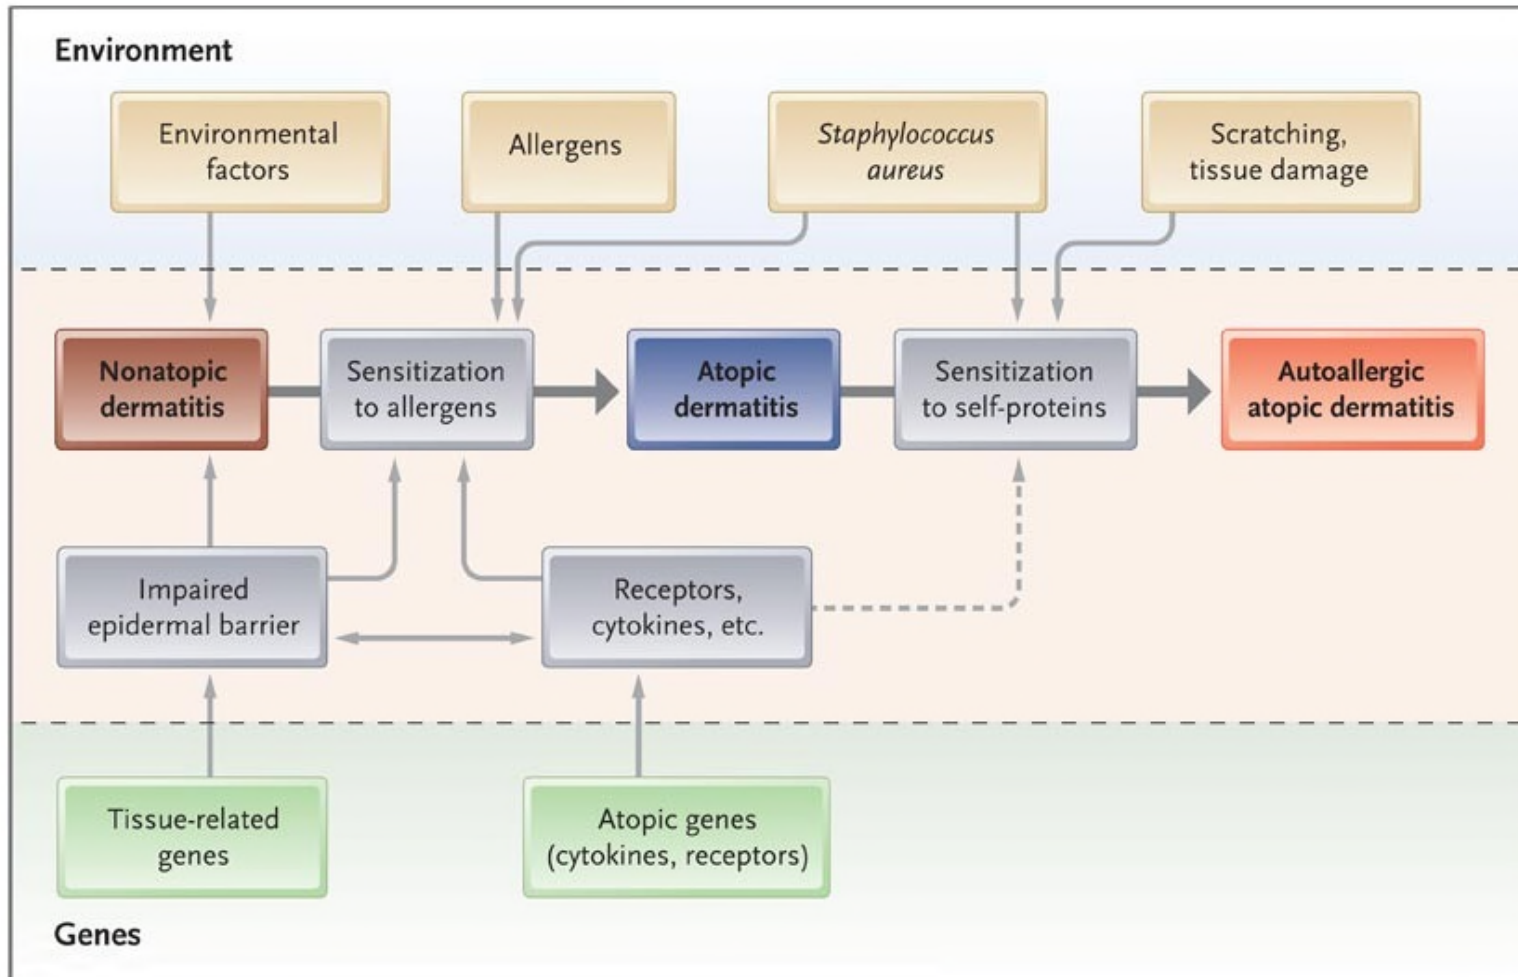 Environment
Environmental
factors
Allergens
Staphylococcus
aureus
Scratching,
tissue damage
Nonatopic
dermatitis
Sensitization
to allergens
Atopic
dermatitis
Sensitization
to self-proteins
Autoallergic
atopic dermatitis
Impaired
epidermal barrier
Receptors,
cytokines, etc.
Tissue-related
genes
Atopic genes
(cytokines, receptors)
Genes